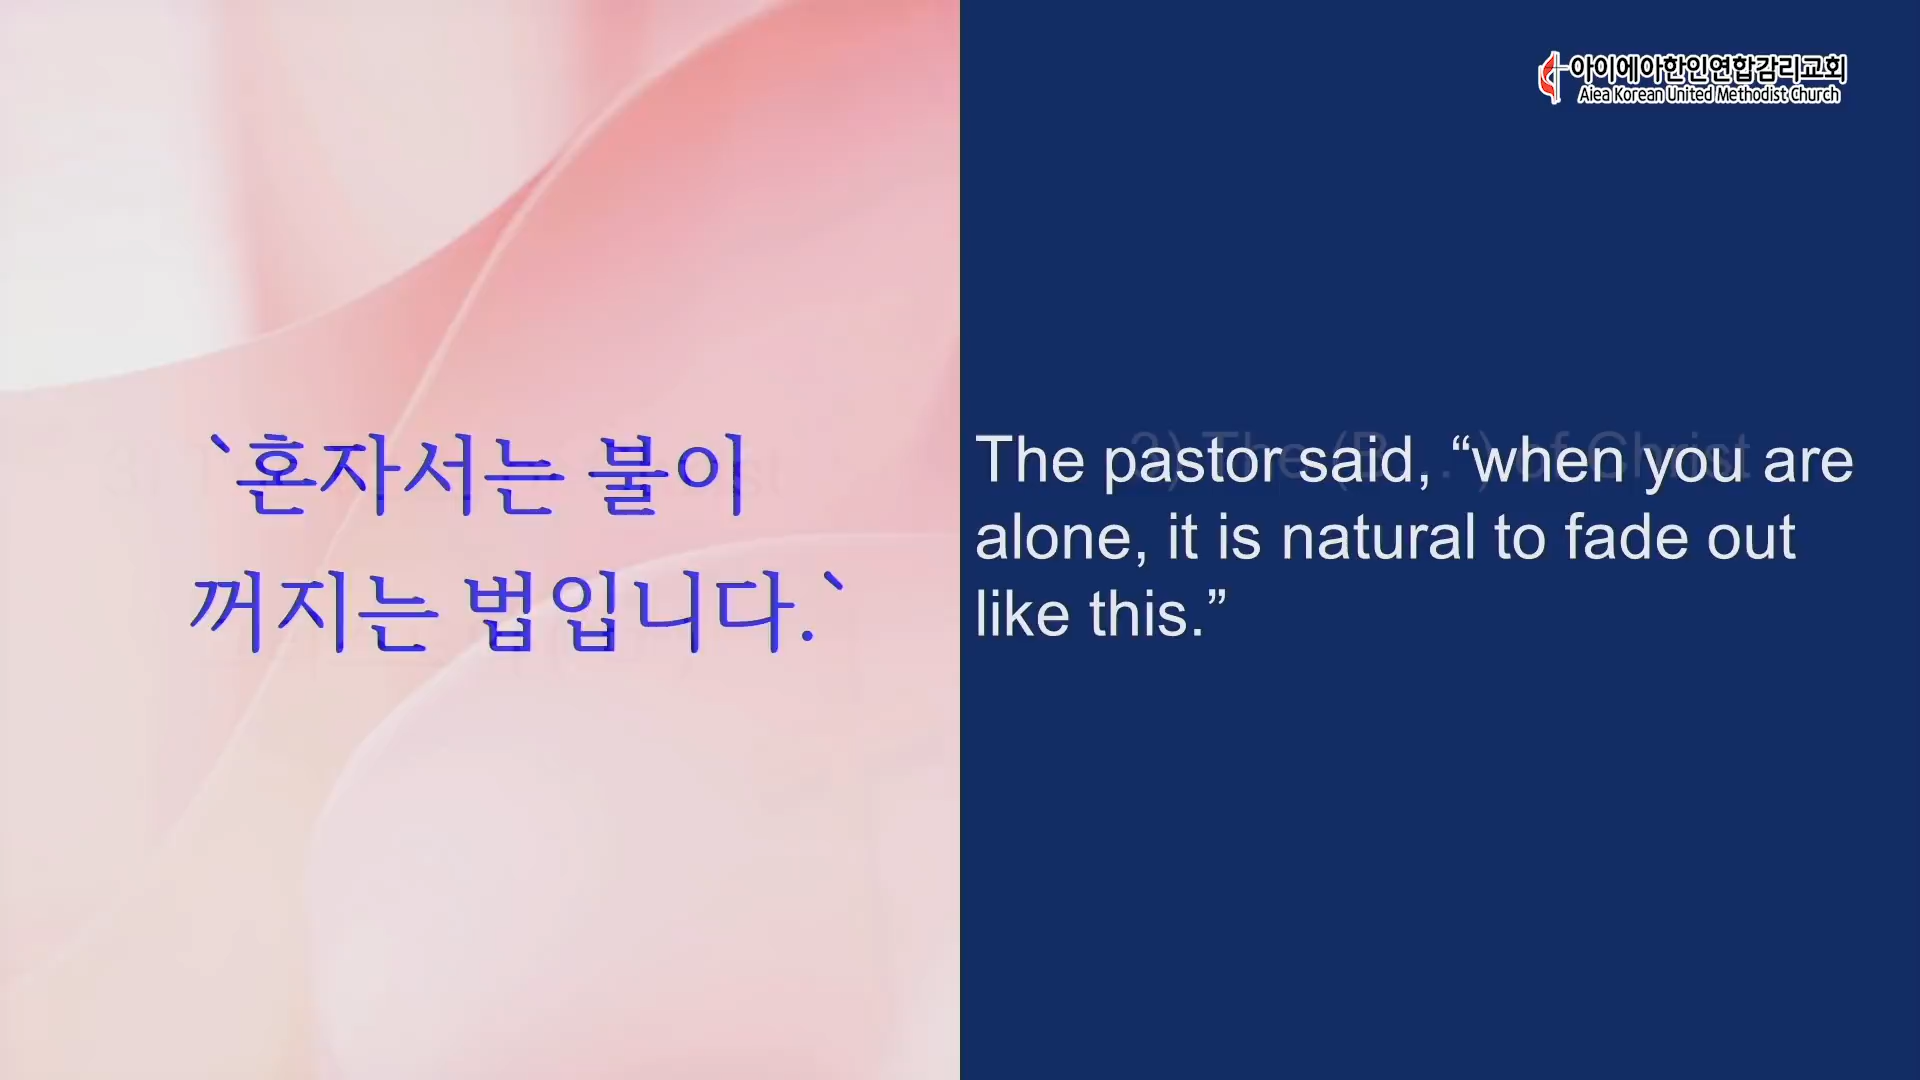 아이에아한인연합감리교회
Aiea Korean United Methodist Church
`혼자서는 불이
꺼지는 법입니다.`
The pastor said, “when you are
alone, it is natural to fade out
like this.”